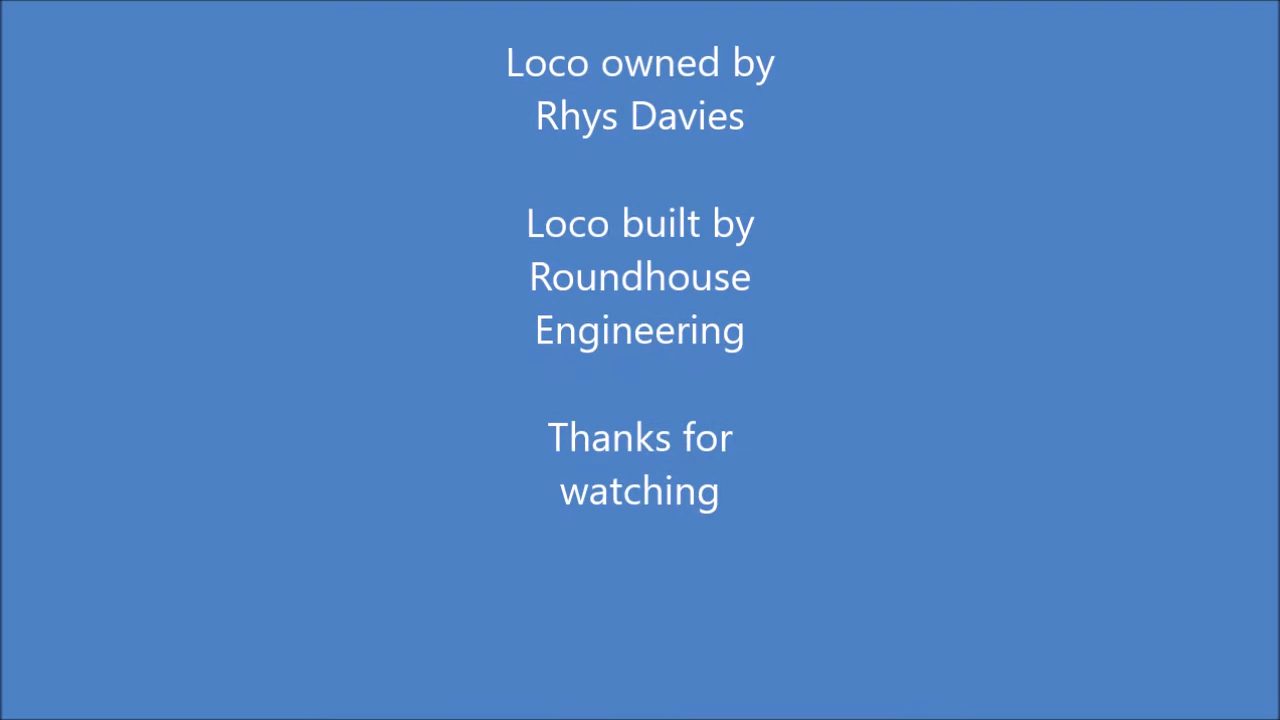 Loco owned by
Rhys Davies
Loco built by
Roundhouse
Engineering
Thanks for
watching